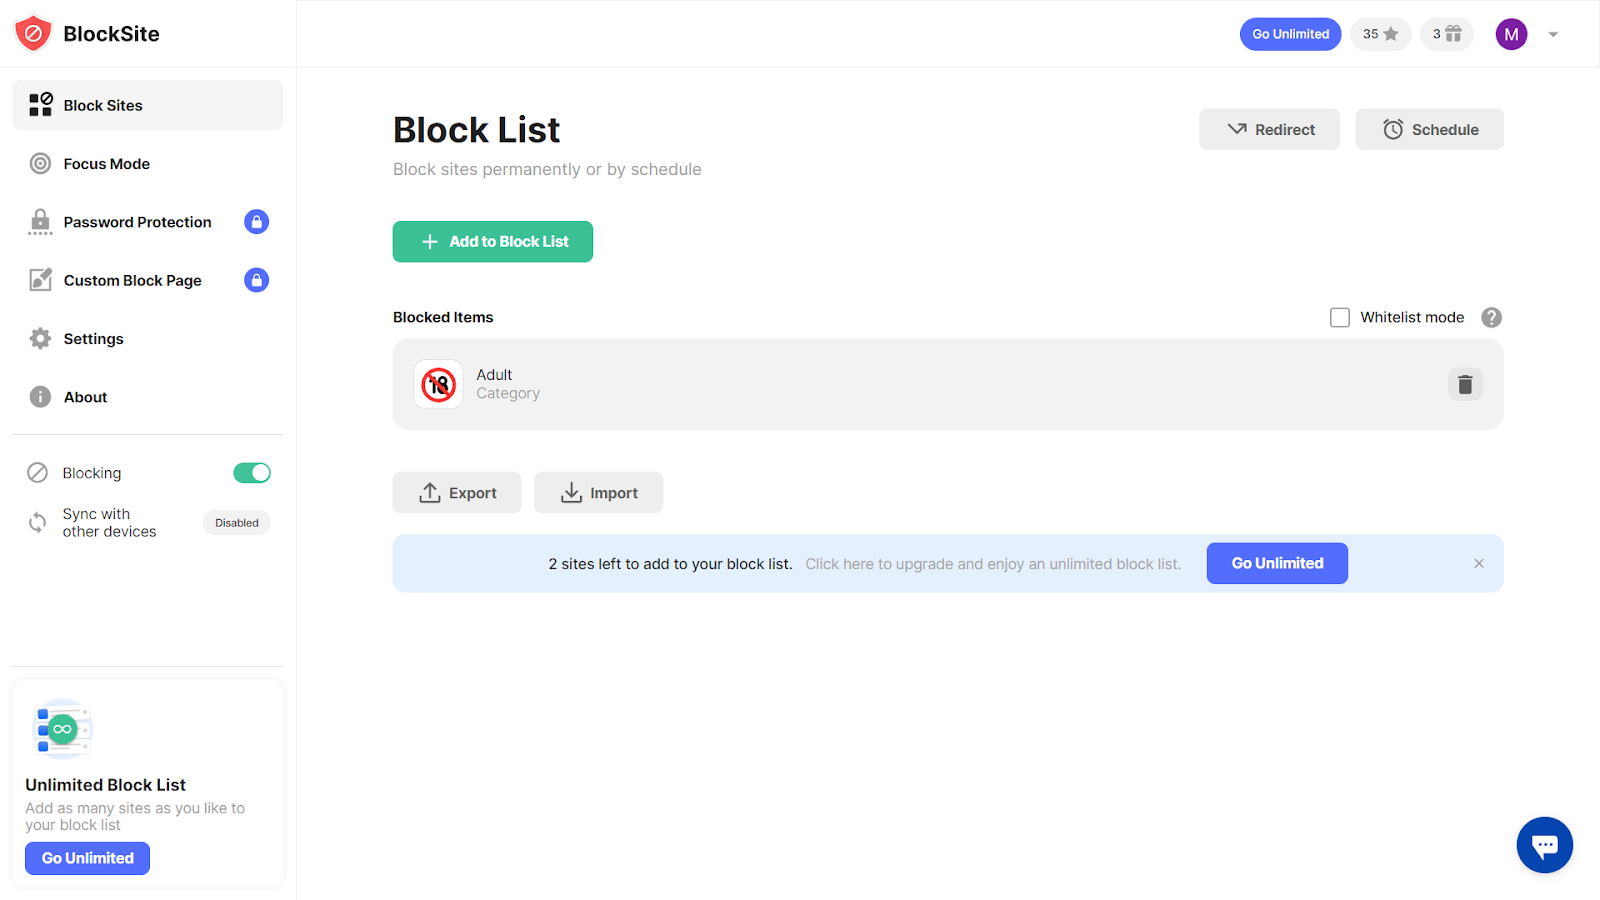 BlockSite
Go Unlimited
35
3
M
Block Sites
Focus Mode
Password Protection
Custom Block Page
Settings
About
Blocking
Sync with
other devices
Disabled
Unlimited Block List
Add as many sites as you like to
your block list
Go Unlimited
Block List
Block sites permanently or by schedule
Redirect
Schedule
Add to Block List
Blocked Items
Whitelist mode
?
18
Adult
Category
Export
Import
2 sites left to add to your block list. Click here to upgrade and enjoy an unlimited block list.
Go Unlimited